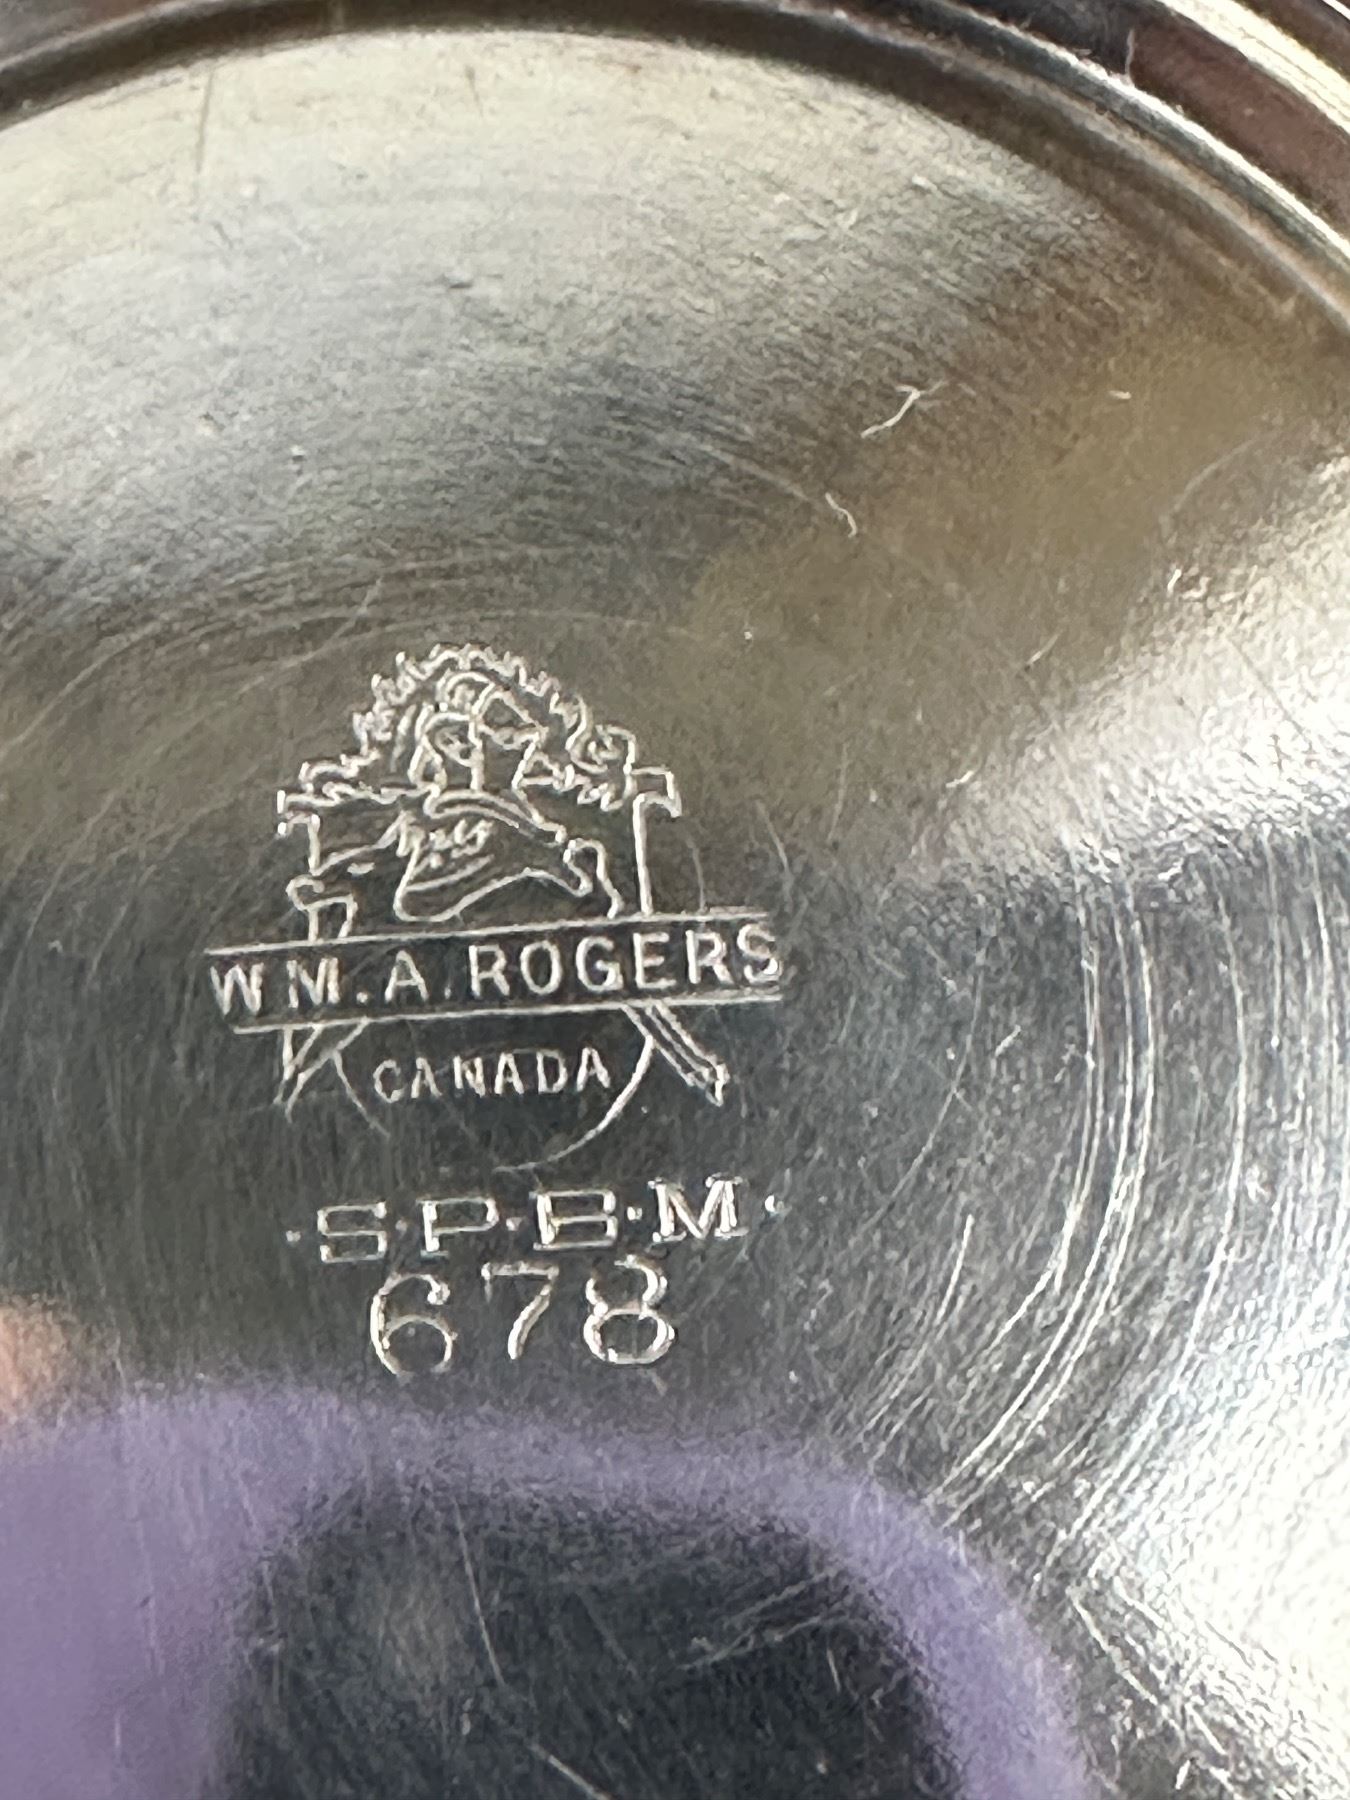 WM. A. ROGERS
CANADA
·S·P·B·M·
678